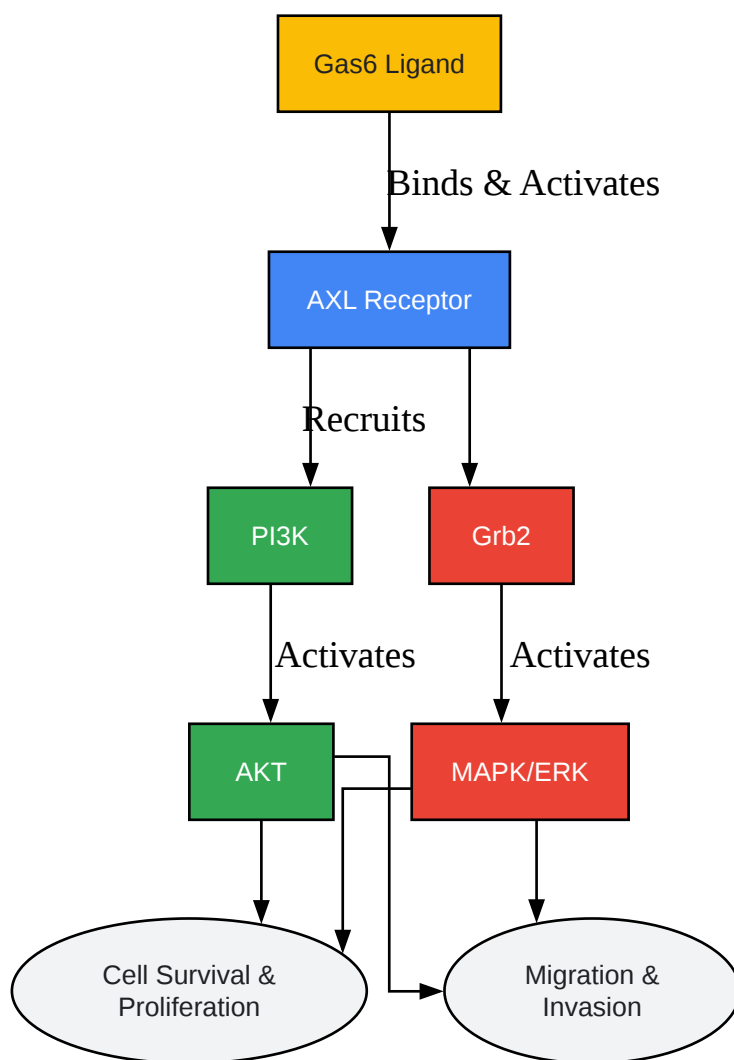 Gas6 Ligand
Binds & Activates
AXL Receptor
Recruits
PI3K
Grb2
Activates
Activates
AKT
MAPK/ERK
Cell Survival &
Proliferation
Migration &
Invasion